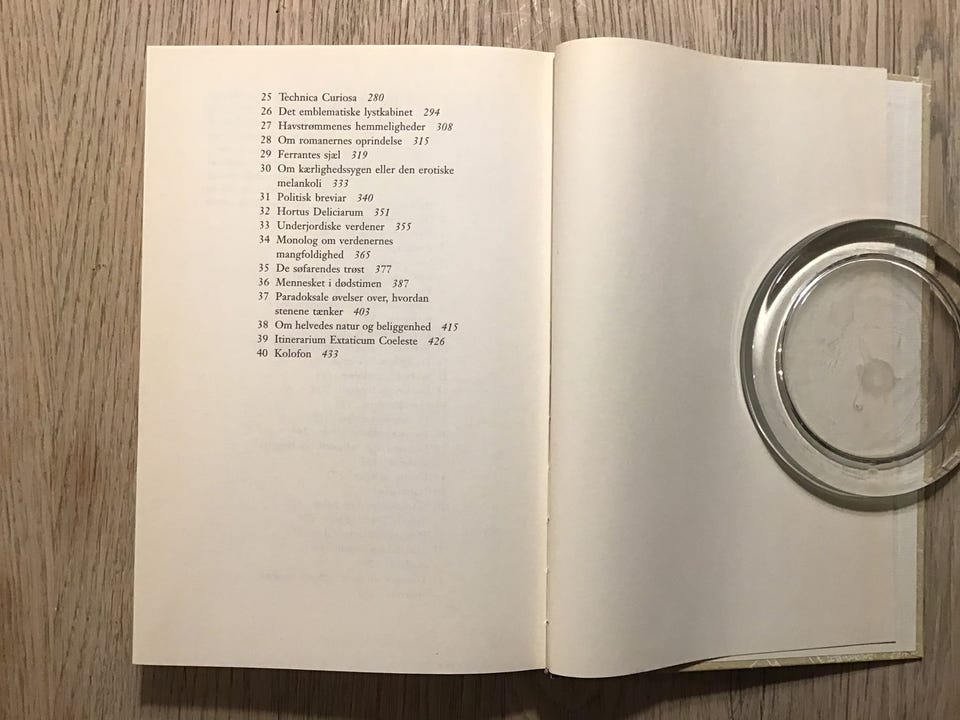 25 Technica Curiosa 280
26 Det emblematiske lystkabinet 294
27 Havstrømmenes hemmeligheder 308
28 Om romanernes oprindelse 315
29 Ferrantes sjæl 319
30 Om kærlighedssygen eller den erotiske
melankoli 333
31 Politisk breviar 340
32 Hortus Deliciarum 351
33 Underjordiske verdener 355
34 Monolog om verdenernes
mangfoldighed 365
35 De søfarendes trøst 377
36 Mennesket i dødstimen 387
37 Paradoksale øvelser over, hvordan
stenene tænker 403
38 Om helvedes natur og beliggenhed 415
39 Itinerarium Extaticum Coeleste 426
40 Kolofon 433